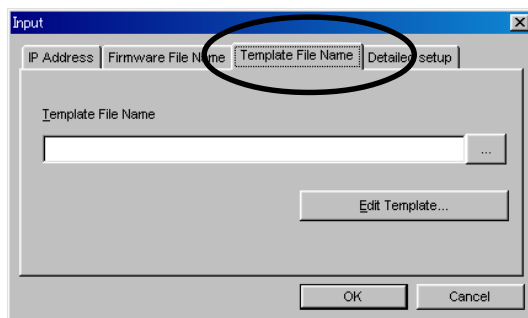 Input
IP Address Firmware File Name Template File Name Detailed setup
Template File Name
...
Edit Template...
OK Cancel